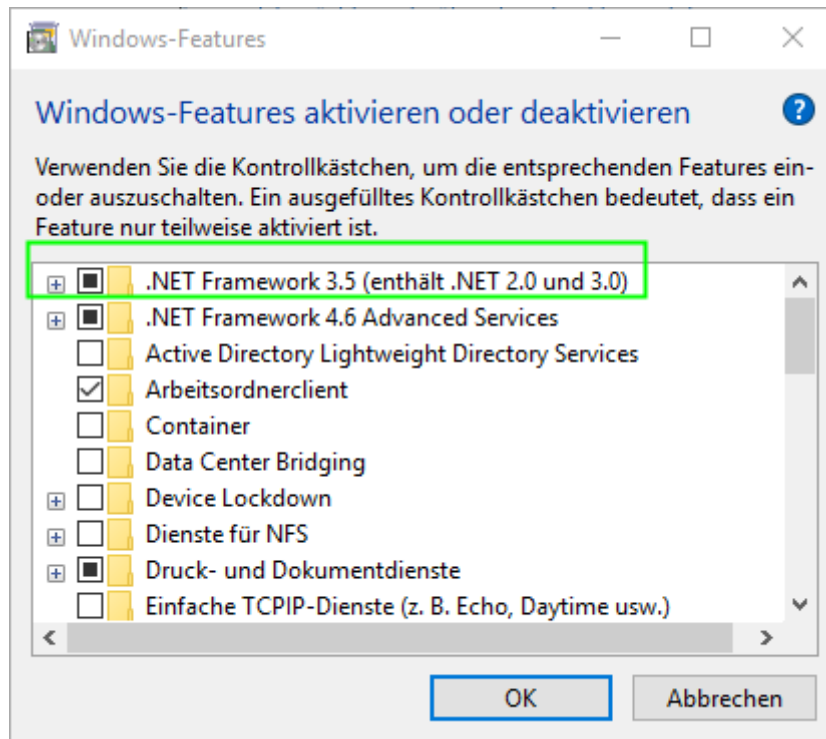 Windows-Features
Windows-Features aktivieren oder deaktivieren
Verwenden Sie die Kontrollkästchen, um die entsprechenden Features ein-
oder auszuschalten. Ein ausgefülltes Kontrollkästchen bedeutet, dass ein
Feature nur teilweise aktiviert ist.
.NET Framework 3.5 (enthält .NET 2.0 und 3.0)
.NET Framework 4.6 Advanced Services
Active Directory Lightweight Directory Services
Arbeitsordnerclient
Container
Data Center Bridging
Device Lockdown
Dienste für NFS
Druck- und Dokumentdienste
Einfache TCPIP-Dienste (z. B. Echo, Daytime usw.)
OK
Abbrechen